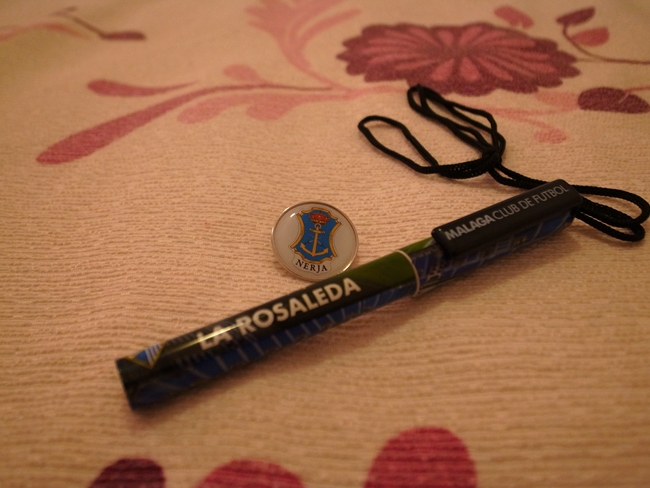 MALAGA CLUB DE FUTBOL
NERJA
LA ROSALEDA